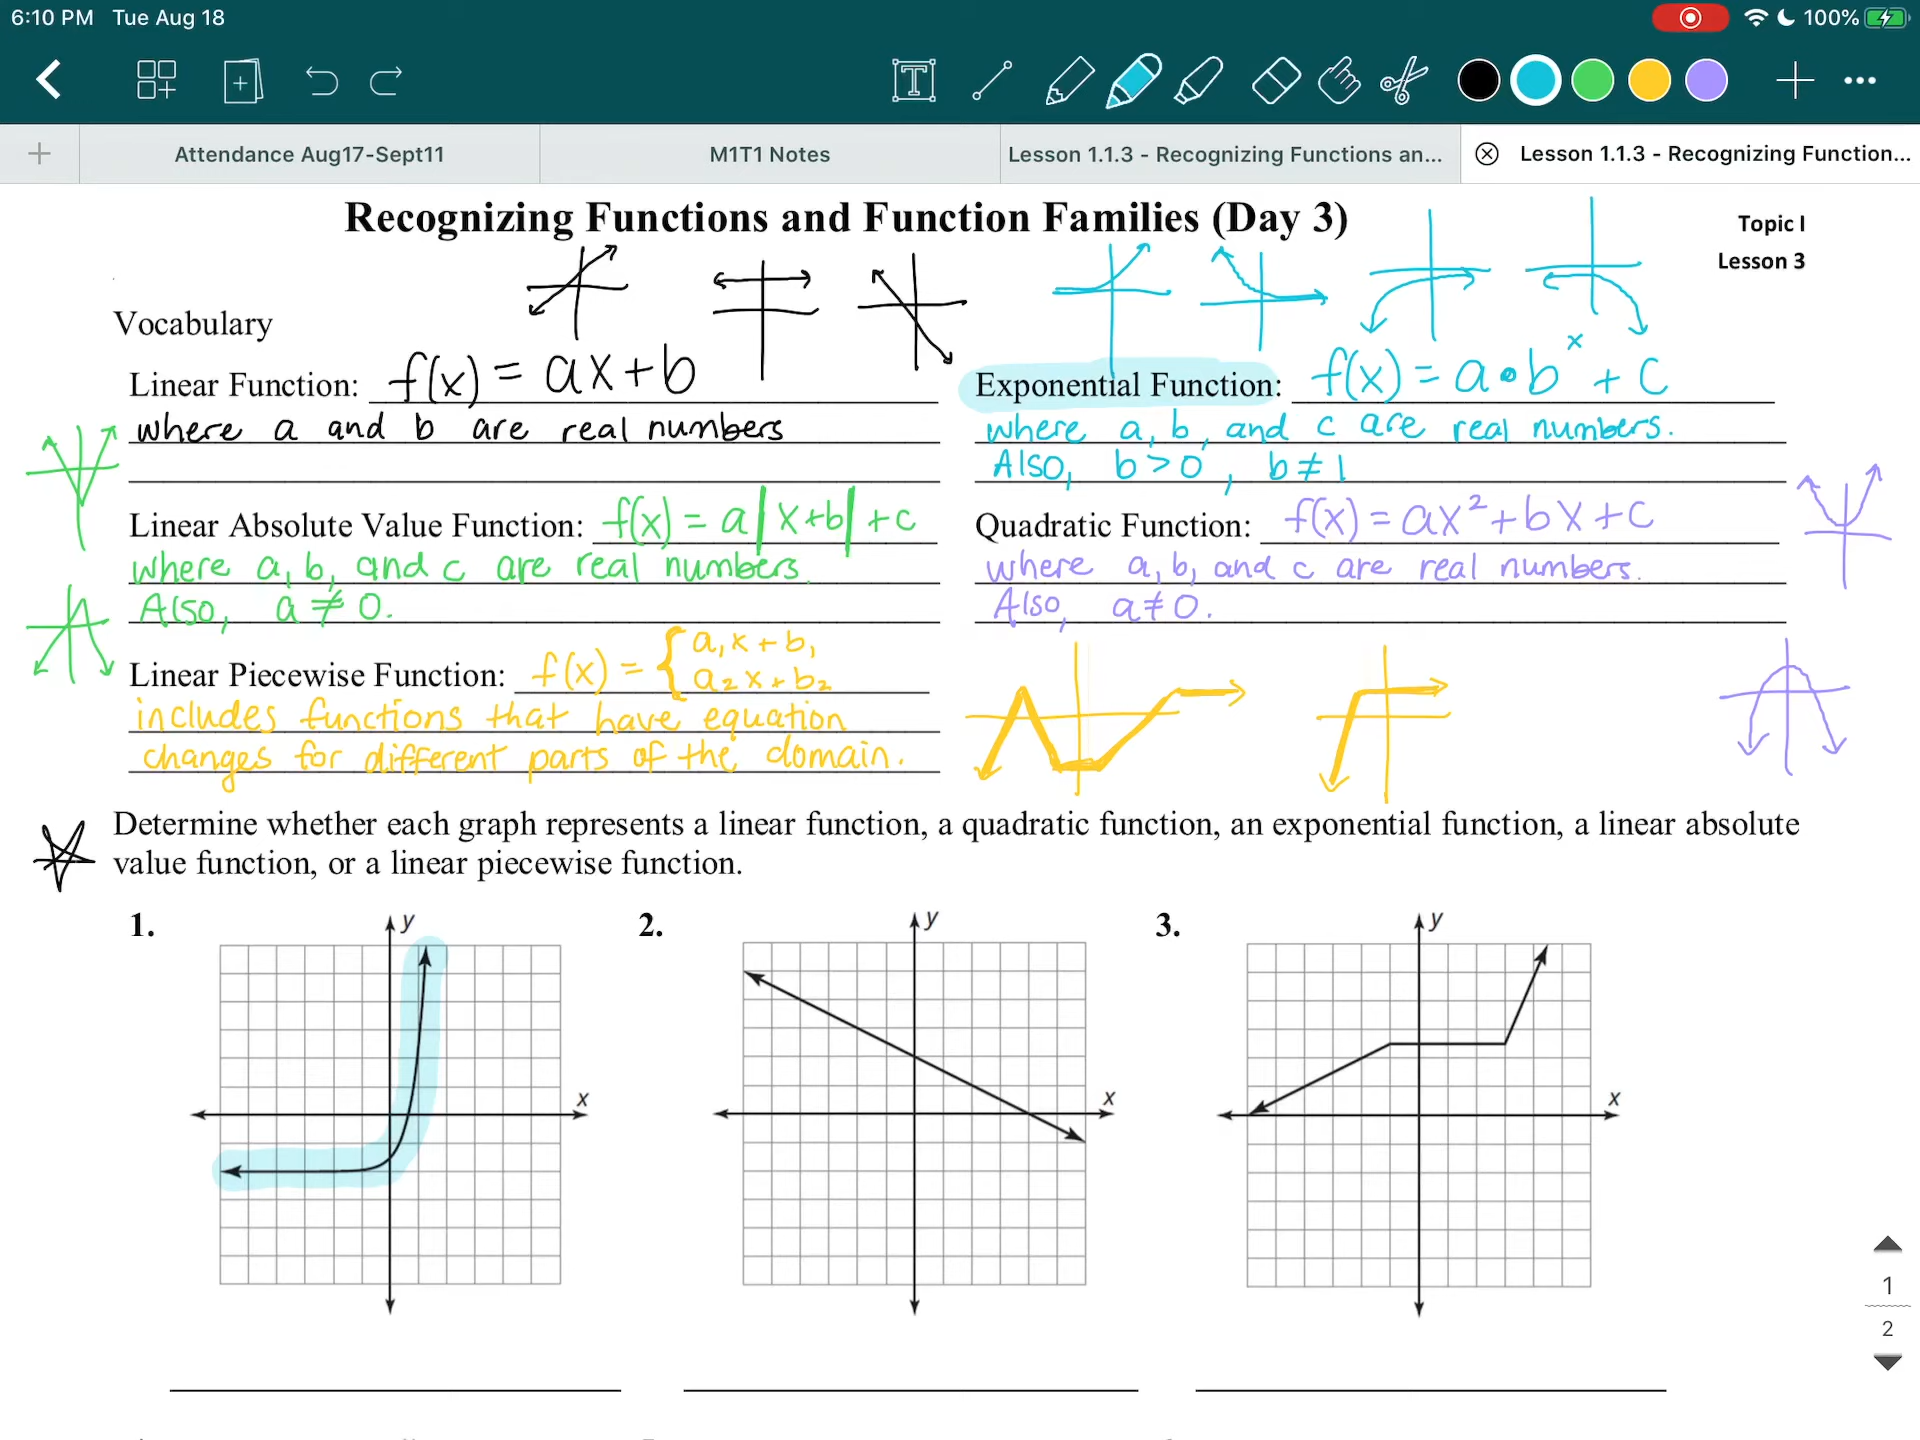 6:10 PM Tue Aug 18 100%
Attendance Aug17-Sept11 M1T1 Notes Lesson 1.1.3 - Recognizing Functions an... Lesson 1.1.3 - Recognizing Function...
Recognizing Functions and Function Families (Day 3)
Topic I
Lesson 3
Vocabulary
Linear Function: f(x) = ax+b
where a and b are real numbers
Exponential Function: f(x) = a•b^x + c
where a, b, and c are real numbers.
Also, b>0, b≠1
Linear Absolute Value Function: f(x) = a|x+b|+c
where a, b, and c are real numbers.
Also, a≠0.
Quadratic Function: f(x) = ax²+bx+c
where a, b, and c are real numbers.
Also, a≠0.
Linear Piecewise Function: f(x) = { a₁x + b₁
a₂x + b₂
includes functions that have equation
changes for different parts of the domain.
Determine whether each graph represents a linear function, a quadratic function, an exponential function, a linear absolute
value function, or a linear piecewise function.
1. y x
2. y x
3. y x
1
2